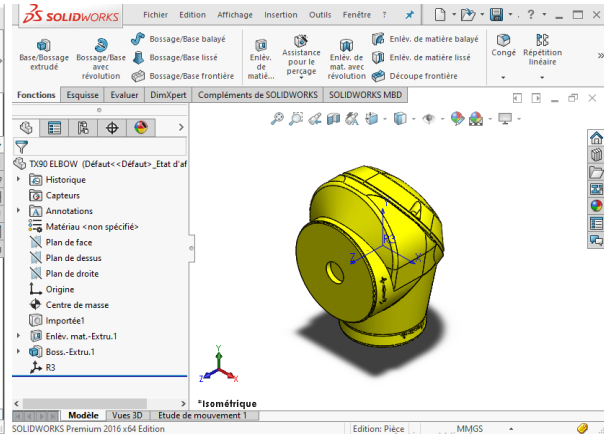 SOLIDWORKS Fichier Edition Affichage Insertion Outils Fenêtre ?
Base/Bossage extrudé
Bossage/Base avec révolution
Bossage/Base balayé
Bossage/Base lissé
Bossage/Base frontière
Enlèv. de matiè...
Assistance pour le perçage
Enlèv. de mat. avec révolution
Enlèv. de matière balayé
Enlèv. de matière lissé
Découpe frontière
Congé
Répétition linéaire
Fonctions Esquisse Evaluer DimXpert Compléments de SOLIDWORKS SOLIDWORKS MBD
TX90 ELBOW (Défaut<<Défaut>_Etat d'af
Historique
Capteurs
Annotations
Matériau <non spécifié>
Plan de face
Plan de dessus
Plan de droite
Origine
Centre de masse
Importée1
Enlèv. mat.-Extru.1
Boss.-Extru.1
R3
Y
R3
Z
X
Y
Z
X
*Isométrique
Modèle Vues 3D Etude de mouvement 1
SOLIDWORKS Premium 2016 x64 Edition Edition: Pièce MMGS